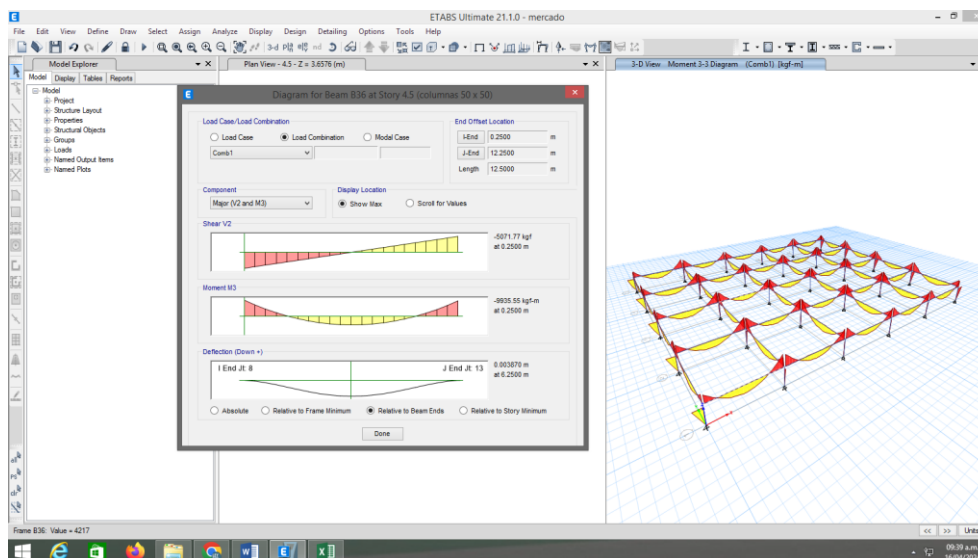 ETABS Ultimate 21.1.0 - mercado
File Edit View Define Draw Select Assign Analyze Display Design Detailing Options Tools Help
Model Explorer
Plan View - 4.5 - Z = 3.6576 (m)
3-D View Moment 3-3 Diagram (Comb1) [kgf-m]
Model Display Tables Reports
Model
Project
Structure Layout
Properties
Structural Objects
Groups
Loads
Named Output Items
Named Plots
Diagram for Beam B36 at Story 4.5 (columnas 50 x 50)
Load Case/Load Combination
End Offset Location
Load Case Load Combination Modal Case
I-End 0.2500 m
Comb1
J-End 12.2500 m
Length 12.5000 m
Component
Display Location
Major (V2 and M3)
Show Max Scroll for Values
Shear V2
-5071.77 kgf
at 0.2500 m
Moment M3
-9935.55 kgf-m
at 0.2500 m
Deflection (Down +)
I End Jt: 8 J End Jt: 13
0.003870 m
at 6.2500 m
Absolute Relative to Frame Minimum Relative to Beam Ends Relative to Story Minimum
Done
Frame B36: Value = 4217
<< >> Units
09:39 a.m.